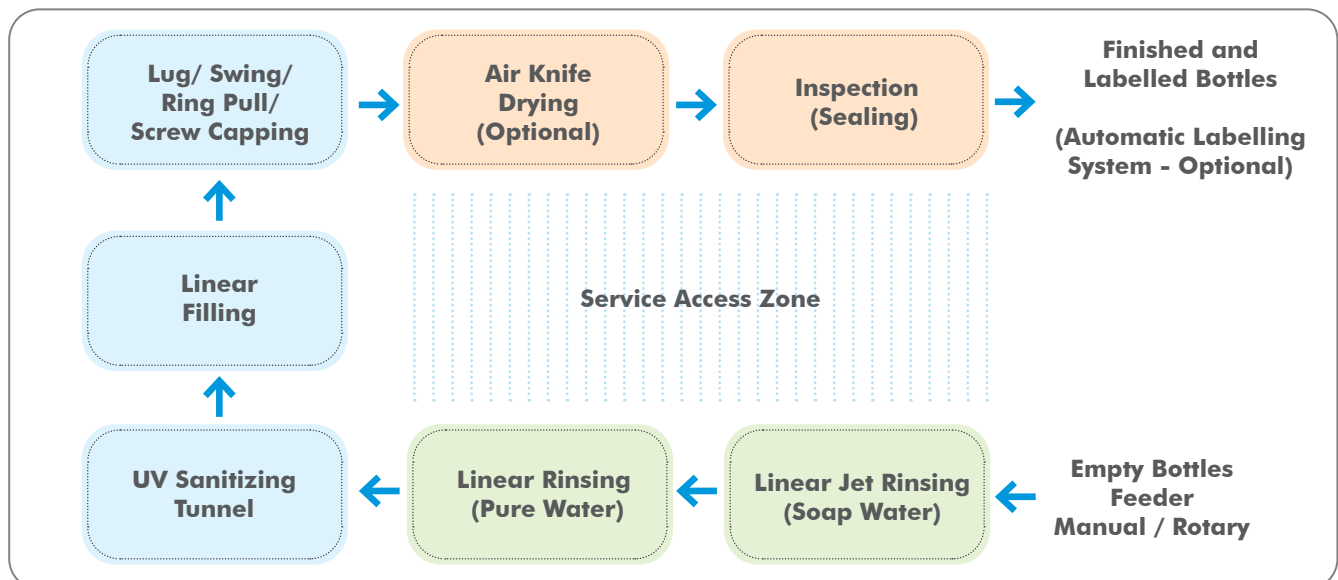 Lug/ Swing/
Ring Pull/
Screw Capping
Air Knife
Drying
(Optional)
Inspection
(Sealing)
Finished and
Labelled Bottles
(Automatic Labelling
System - Optional)
Linear
Filling
Service Access Zone
UV Sanitizing
Tunnel
Linear Rinsing
(Pure Water)
Linear Jet Rinsing
(Soap Water)
Empty Bottles
Feeder
Manual / Rotary